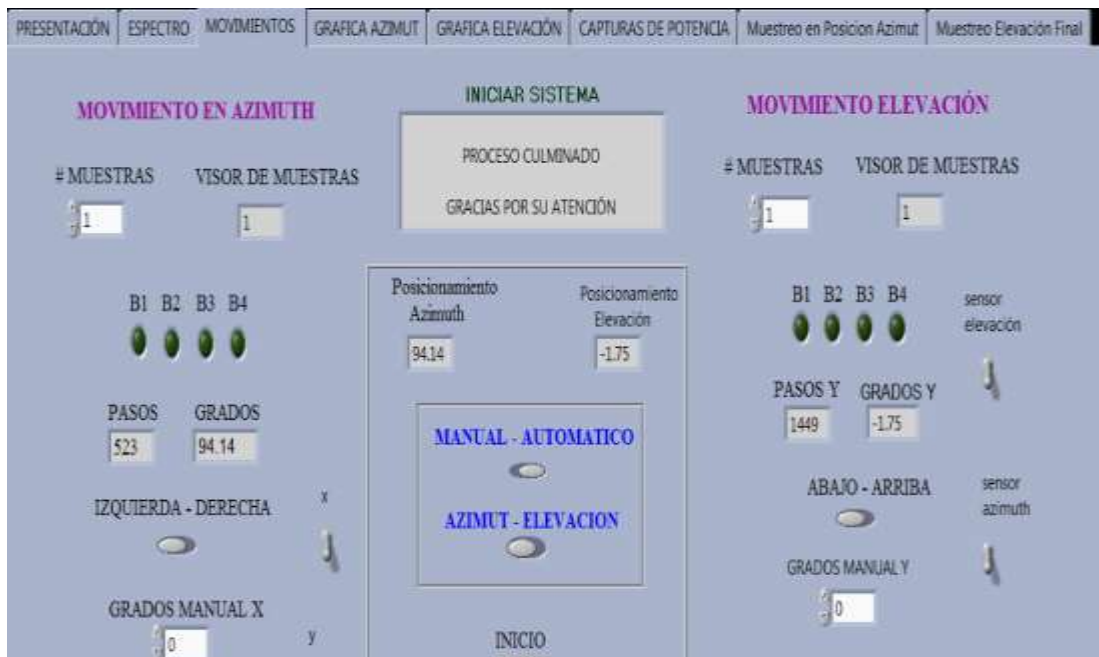 PRESENTACIÓN ESPECTRO MOVIMIENTOS GRAFICA AZIMUT GRAFICA ELEVACIÓN CAPTURAS DE POTENCIA Muestreo en Posicion Azimut Muestreo Elevación Final
MOVIMIENTO EN AZIMUTH
# MUESTRAS VISOR DE MUESTRAS
1 1
B1 B2 B3 B4
PASOS GRADOS
523 94.14
IZQUIERDA - DERECHA
x
GRADOS MANUAL X
0
y
INICIAR SISTEMA
PROCESO CULMINADO
GRACIAS POR SU ATENCIÓN
Posicionamiento
Azimuth
94.14
Posicionamiento
Elevación
-1.75
MANUAL - AUTOMATICO
AZIMUT - ELEVACION
INICIO
MOVIMIENTO ELEVACIÓN
# MUESTRAS VISOR DE MUESTRAS
1 1
B1 B2 B3 B4
sensor
elevación
PASOS Y GRADOS Y
1449 -1.75
ABAJO - ARRIBA
sensor
azimuth
GRADOS MANUAL Y
0